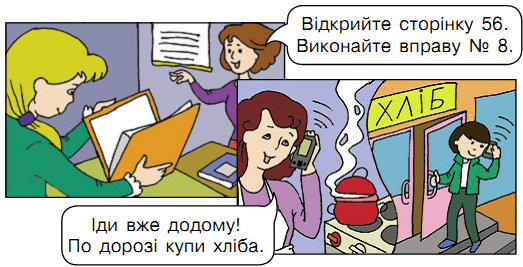 Відкрийте сторінку 56.
Виконайте вправу № 8.
ХЛІБ
Іди вже додому!
По дорозі купи хліба.